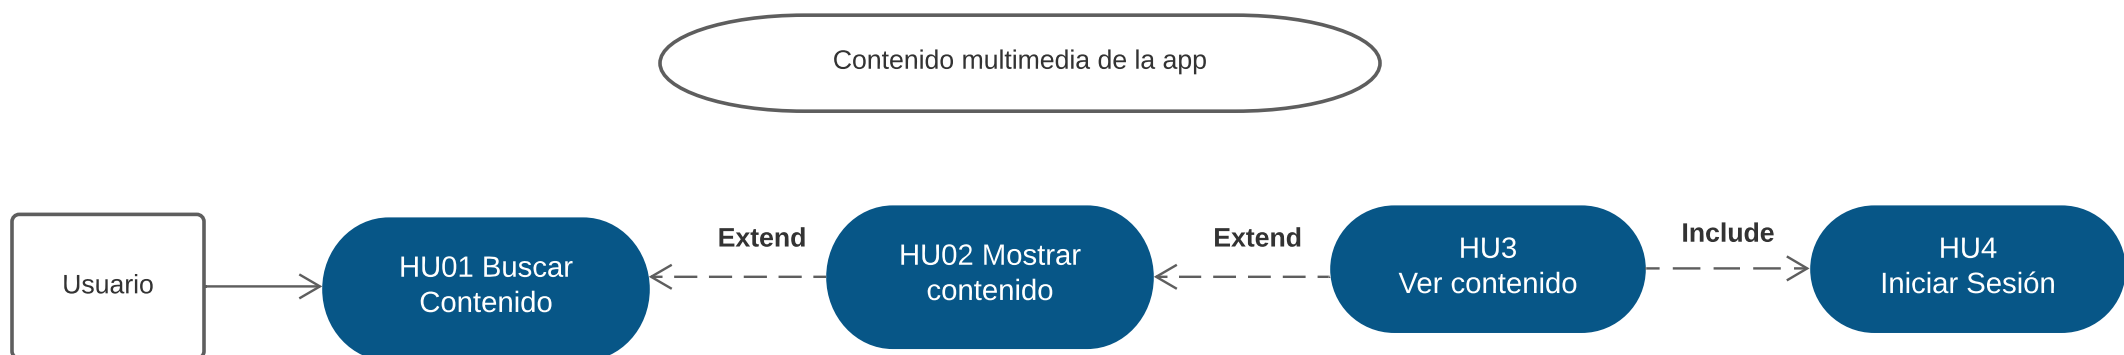 Contenido multimedia de la app
Usuario
HU01 Buscar
Contenido
Extend
HU02 Mostrar
contenido
Extend
HU3
Ver contenido
Include
HU4
Iniciar Sesión